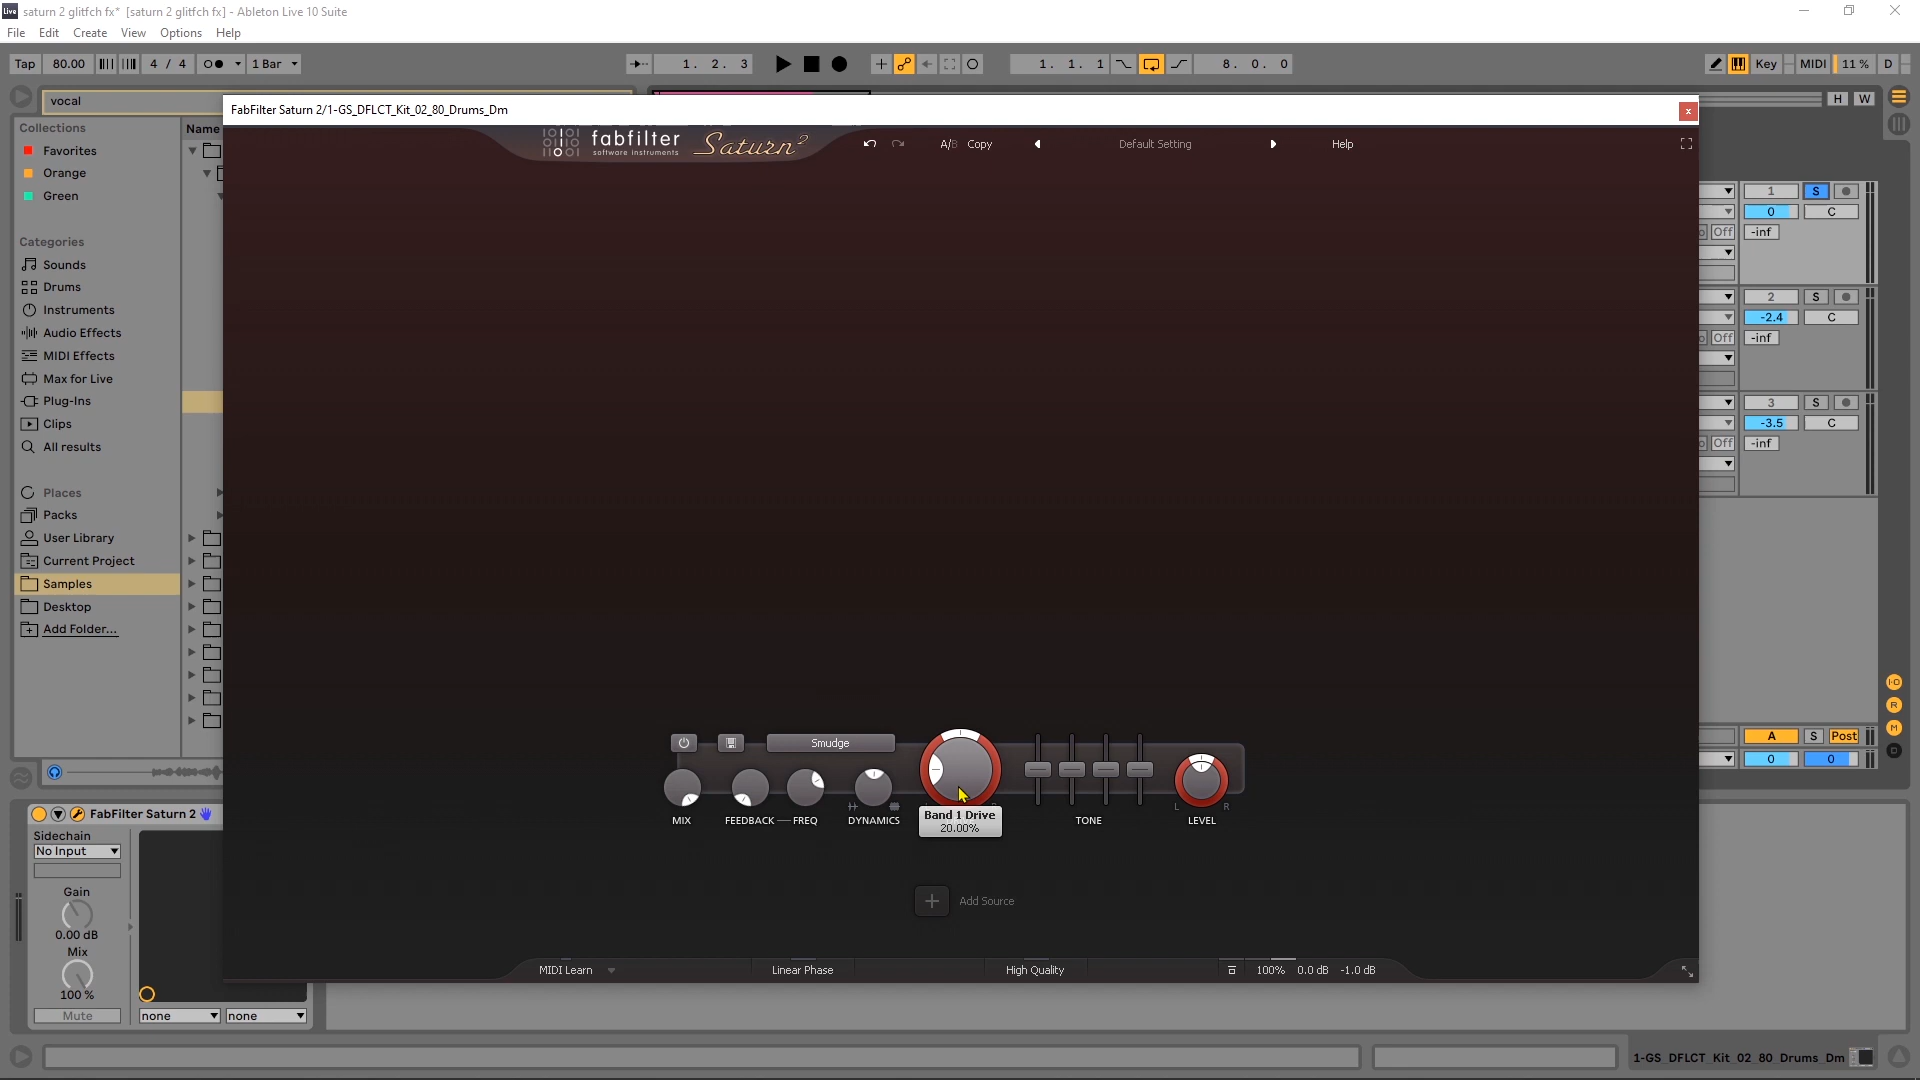 Live saturn 2 glitfch fx* [saturn 2 glitfch fx] - Ableton Live 10 Suite
File Edit Create View Options Help
Tap 80.00 4 / 4 1 Bar 1. 2. 3 1. 1. 1 8. 0. 0 Key MIDI 11 % D
vocal
H W
FabFilter Saturn 2/1-GS_DFLCT_Kit_02_80_Drums_Dm
Collections
Name
fabfilter
software instruments
Saturn 2
A/B Copy Default Setting Help
Favorites
Orange
Green
Categories
Sounds
Drums
Instruments
Audio Effects
MIDI Effects
Max for Live
Plug-Ins
Clips
All results
Places
Packs
User Library
Current Project
Samples
Desktop
Add Folder...
1 S
0 C
Off -inf
2 S
-2.4 C
Off -inf
3 S
-3.5 C
Off -inf
A S Post
0 0
I·O
R
M
D
Smudge
MIX FEEDBACK FREQ DYNAMICS TONE LEVEL
L R
Band 1 Drive
20.00%
Add Source
MIDI Learn Linear Phase High Quality 100% 0.0 dB -1.0 dB
FabFilter Saturn 2
Sidechain
No Input
Gain
0.00 dB
Mix
100 %
Mute none none
1-GS_DFLCT_Kit_02_80_Drums_Dm